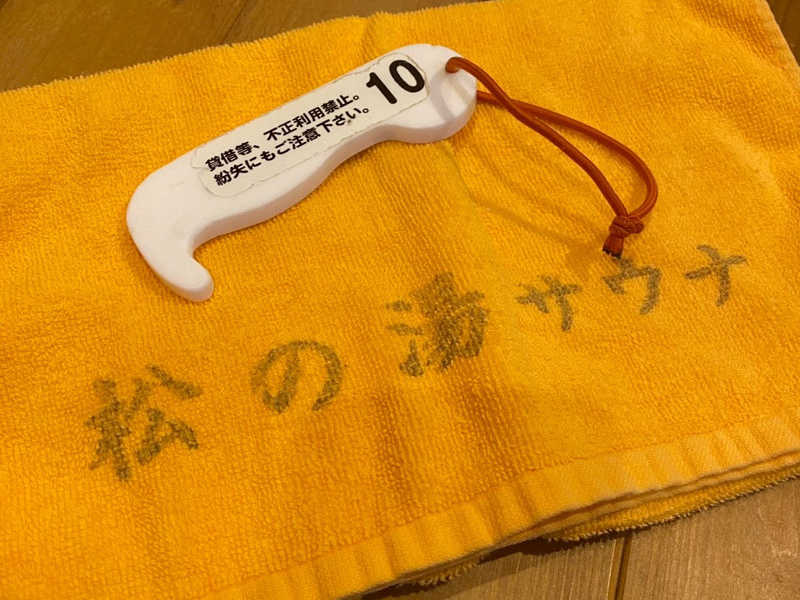 10
貸借等、不正利用禁止。
紛失にもご注意下さい。
松の湯サウナ